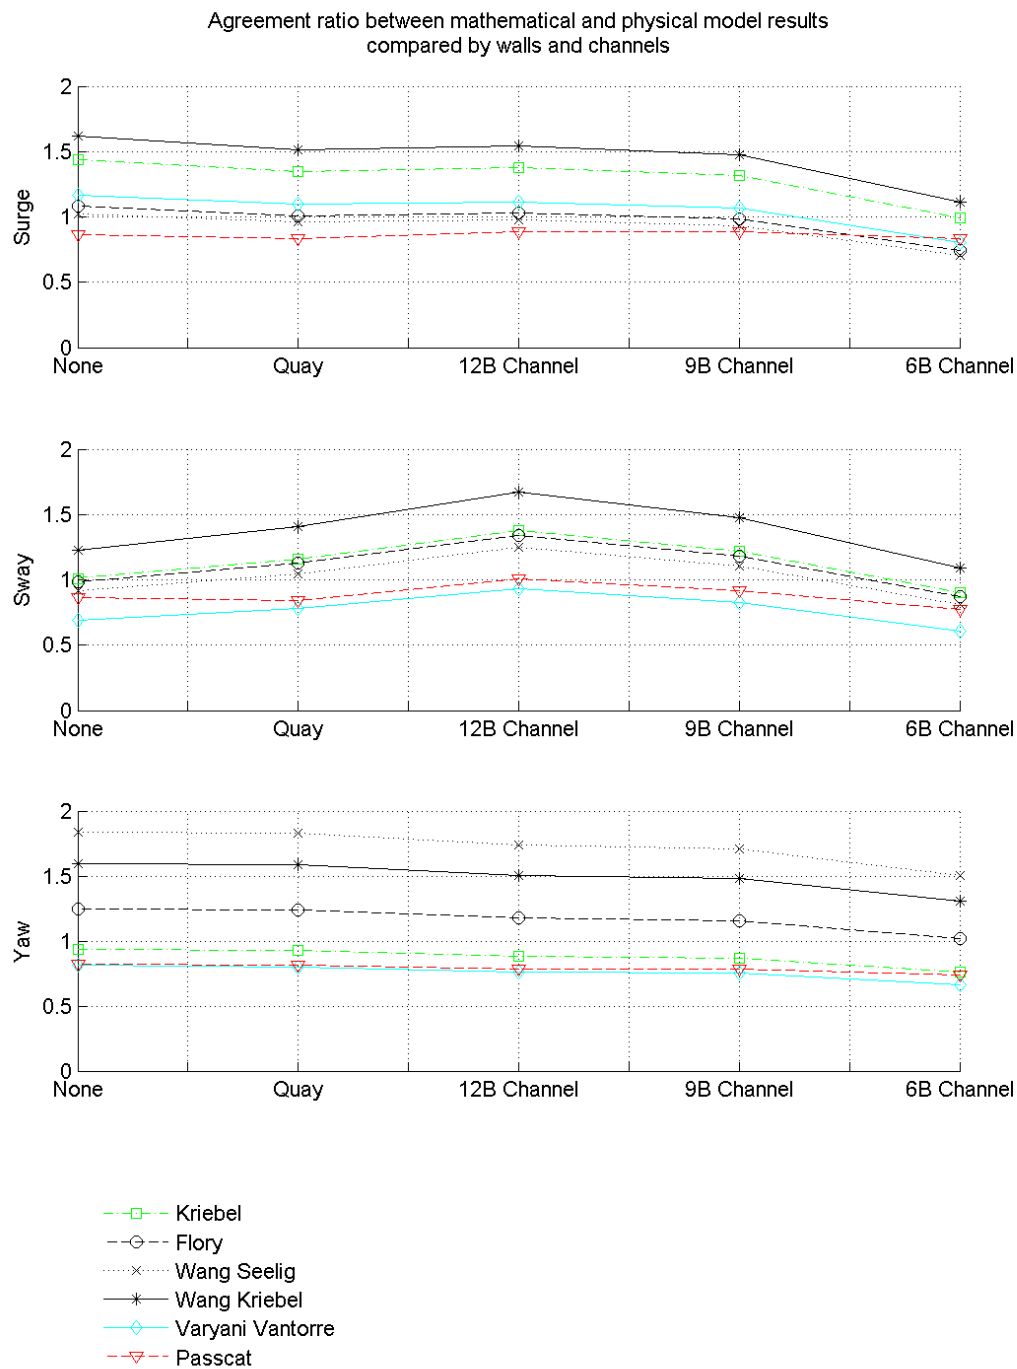 Agreement ratio between mathematical and physical model results
compared by walls and channels
2
1.5
1
0.5
0
Surge
None Quay 12B Channel 9B Channel 6B Channel
2
1.5
1
0.5
0
Sway
None Quay 12B Channel 9B Channel 6B Channel
2
1.5
1
0.5
0
Yaw
None Quay 12B Channel 9B Channel 6B Channel
Kriebel
Flory
Wang Seelig
Wang Kriebel
Varyani Vantorre
Passcat